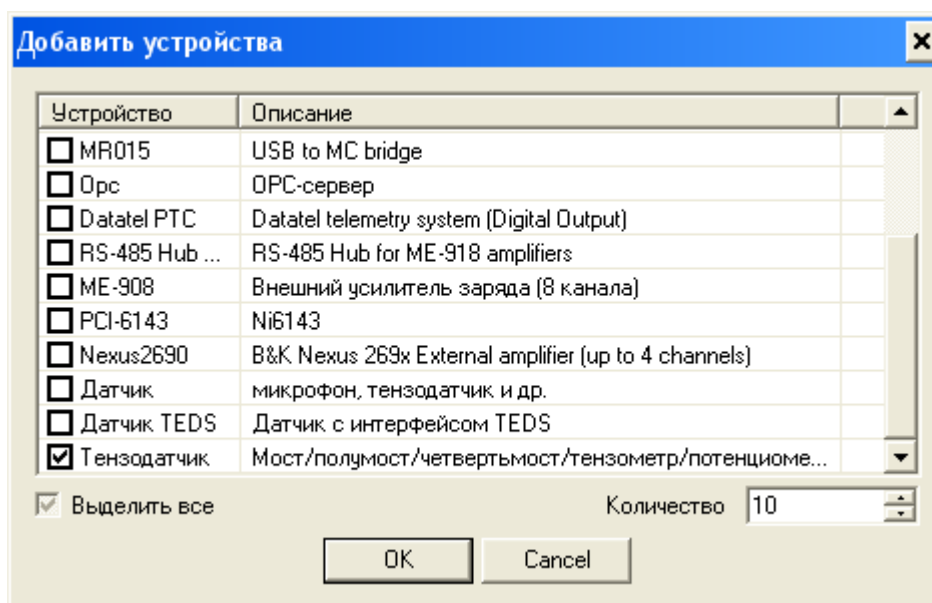 Добавить устройства
Устройство Описание
MR015 USB to MC bridge
Opc OPC-сервер
Datatel PTC Datatel telemetry system (Digital Output)
RS-485 Hub ... RS-485 Hub for ME-918 amplifiers
ME-908 Внешний усилитель заряда (8 канала)
PCI-6143 Ni6143
Nexus2690 B&K Nexus 269x External amplifier (up to 4 channels)
Датчик микрофон, тензодатчик и др.
Датчик TEDS Датчик с интерфейсом TEDS
Тензодатчик Мост/полумост/четвертьмост/тензометр/потенциоме...
Выделить все Количество 10
OK Cancel